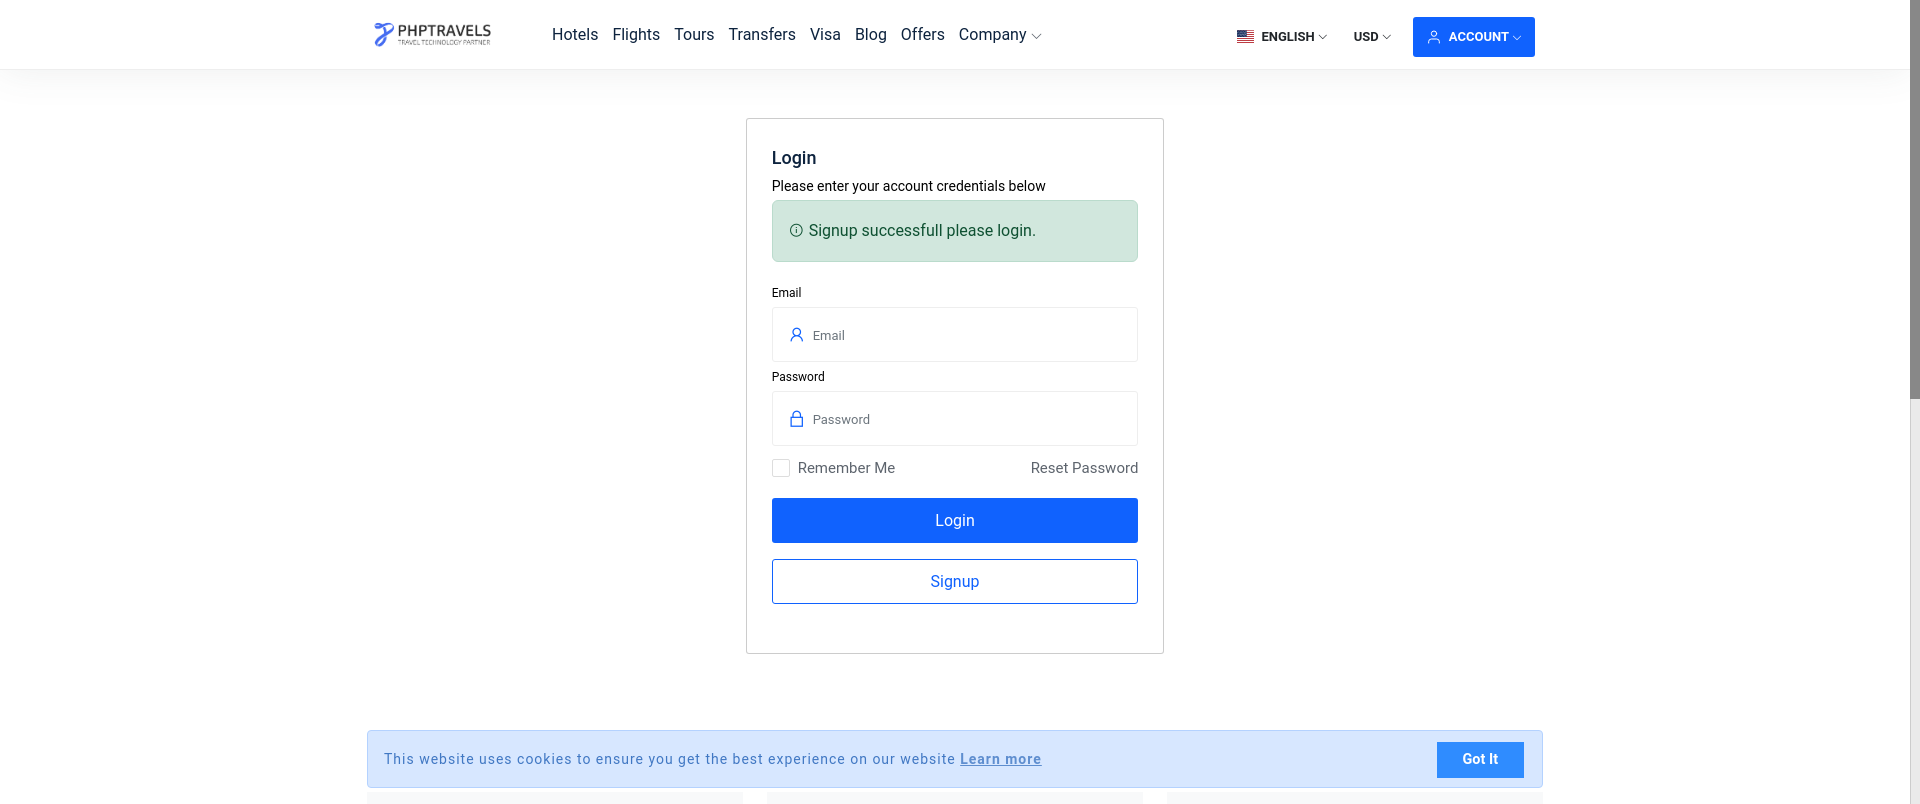 PHPTRAVELS
TRAVEL TECHNOLOGY PARTNER
Hotels Flights Tours Transfers Visa Blog Offers Company
ENGLISH USD ACCOUNT
Login
Please enter your account credentials below
Signup successfull please login.
Email
Email
Password
Password
Remember Me Reset Password
Login
Signup
This website uses cookies to ensure you get the best experience on our website Learn more
Got It